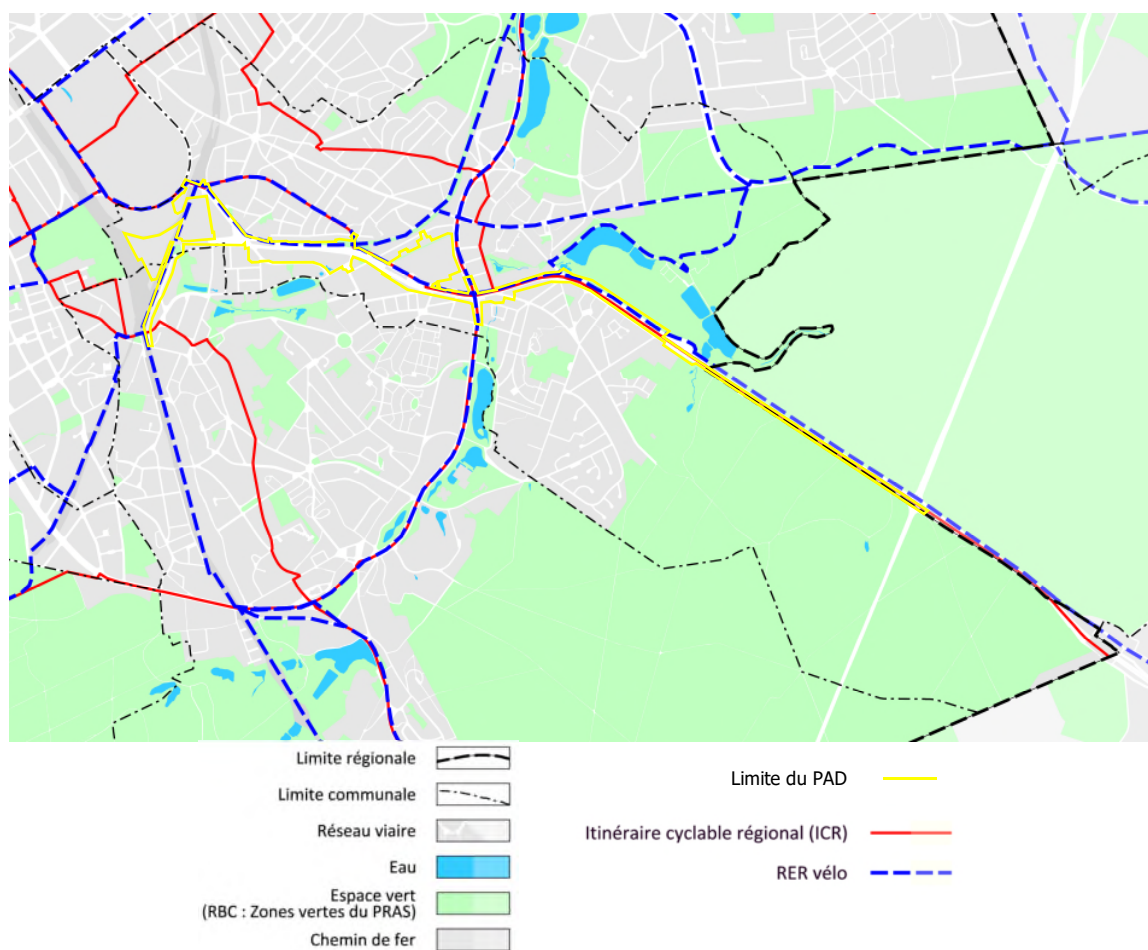 Limite régionale
Limite communale
Réseau viaire
Eau
Espace vert
(RBC : Zones vertes du PRAS)
Chemin de fer
Limite du PAD
Itinéraire cyclable régional (ICR)
RER vélo